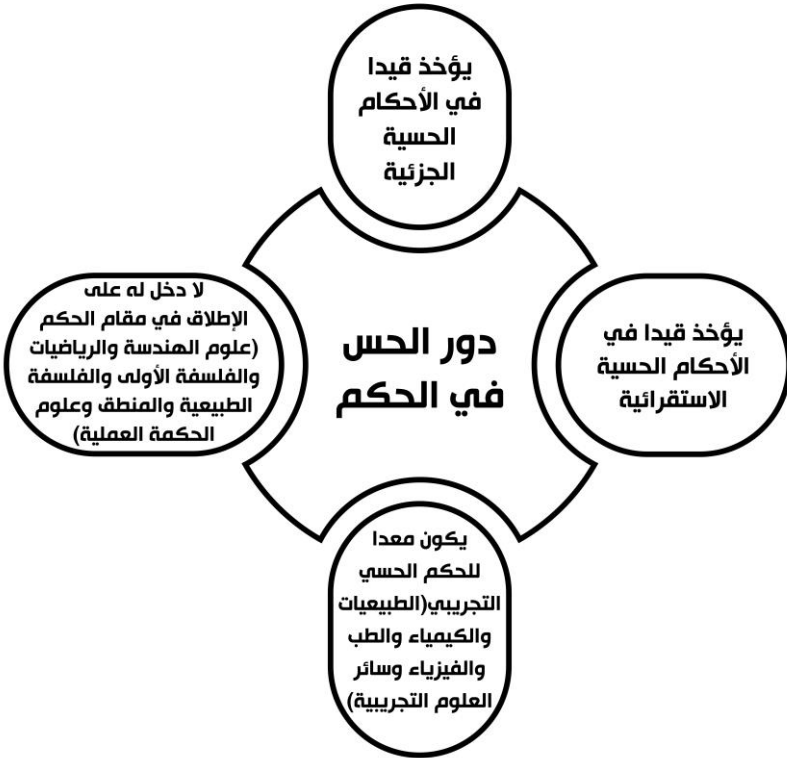 يؤخذ قيدا
في الأحكام
الحسية
الجزئية
دور الحس
في الحكم
يؤخذ قيدا في
الأحكام الحسية
الاستقرائية
لا دخل له على
الإطلاق في مقام الحكم
(علوم الهندسة والرياضيات
والفلسفة الأولى والفلسفة
الطبيعية والمنطق وعلوم
الحكمة العملية)
يكون معدا
للحكم الحسي
التجريبي(الطبيعيات
والكيمياء والطب
والفيزياء وسائر
العلوم التجريبية)